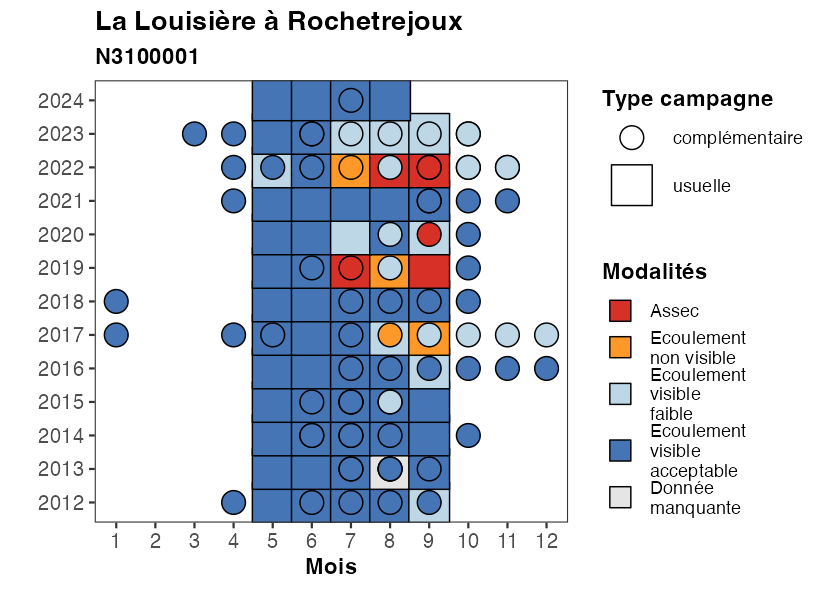 La Louisière à Rochetrejoux
N3100001
2024
2023
2022
2021
2020
2019
2018
2017
2016
2015
2014
2013
2012
1 2 3 4 5 6 7 8 9 10 11 12
Mois
Type campagne
complémentaire
usuelle
Modalités
Assec
Ecoulement
non visible
Ecoulement
visible
faible
Ecoulement
visible
acceptable
Donnée
manquante